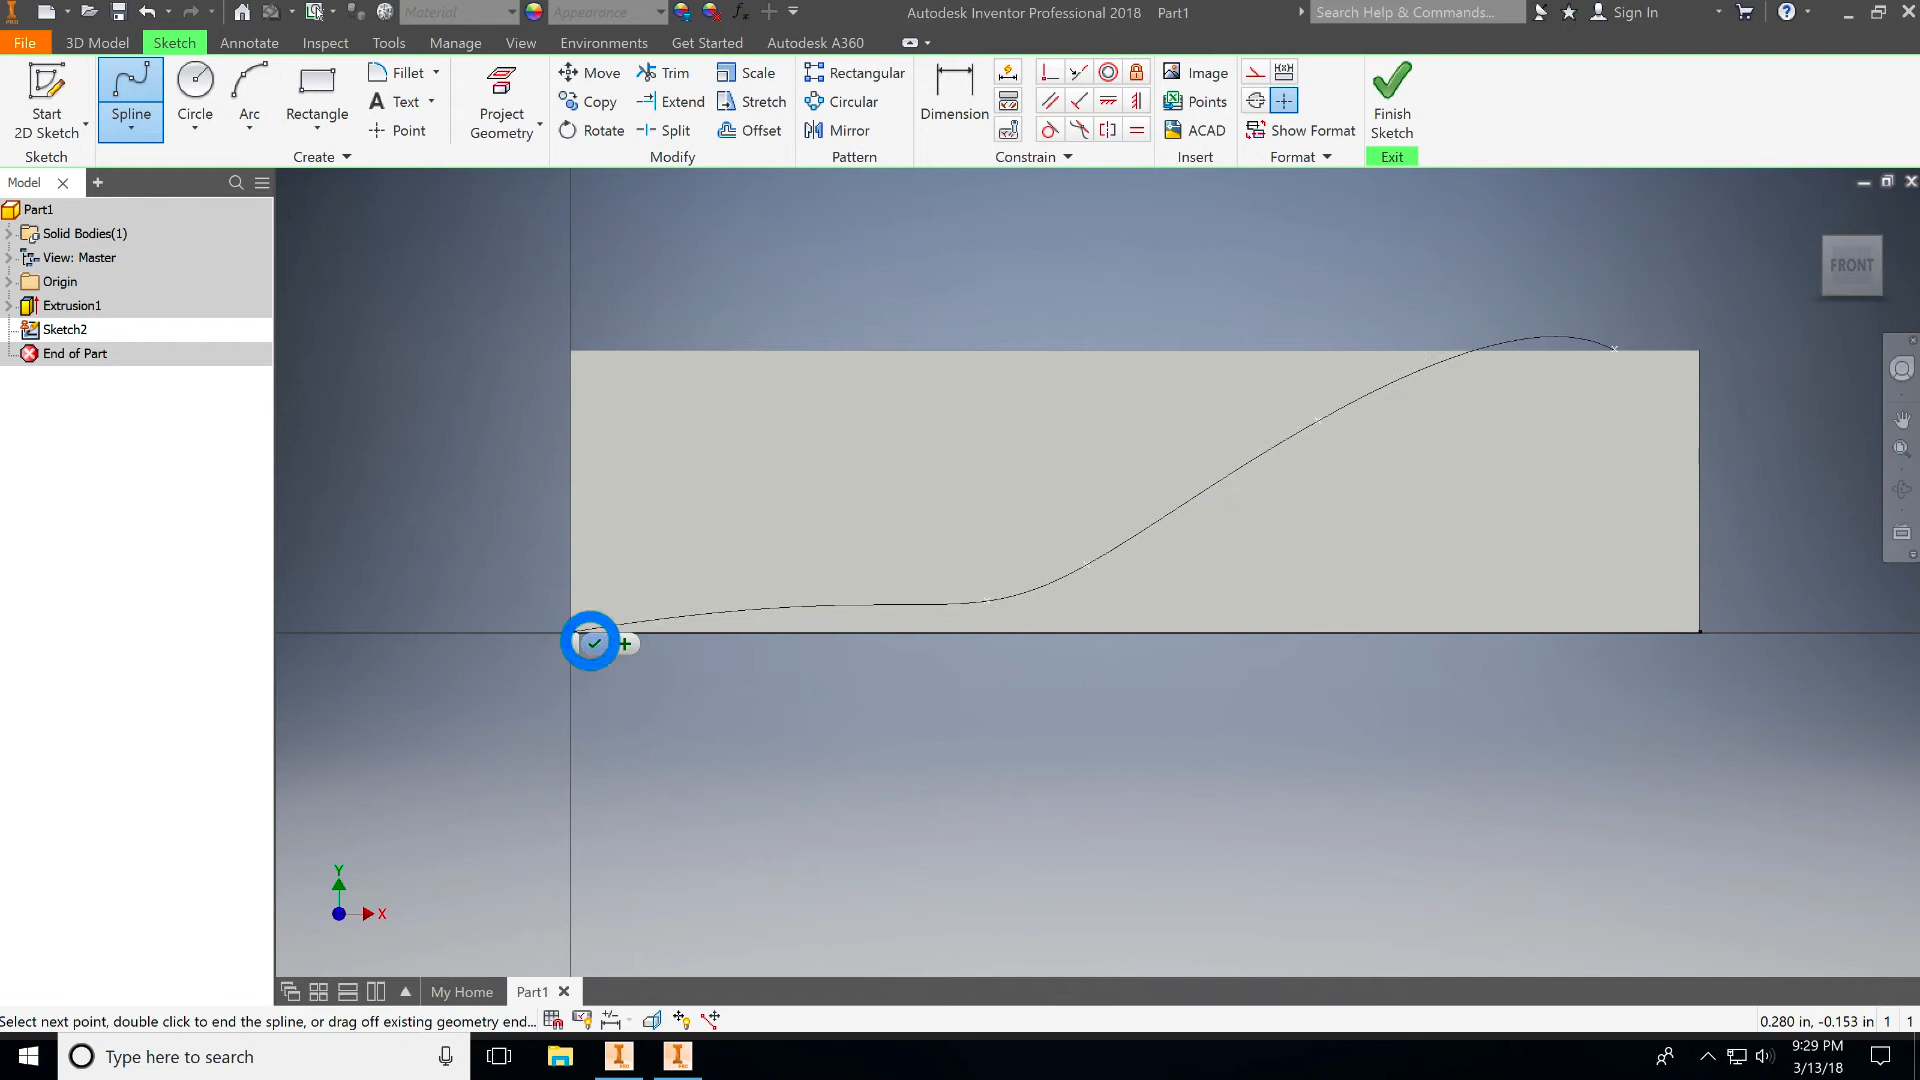 Material
Appearance
Autodesk Inventor Professional 2018 Part1
Search Help & Commands...
Sign In
File
3D Model
Sketch
Annotate
Inspect
Tools
Manage
View
Environments
Get Started
Autodesk A360
Start
2D Sketch
Sketch
Spline
Circle
Arc
Rectangle
Fillet
Text
Point
Create
Project
Geometry
Move
Copy
Rotate
Trim
Extend
Split
Scale
Stretch
Offset
Modify
Rectangular
Circular
Mirror
Pattern
Dimension
Constrain
Image
Points
ACAD
Insert
Show Format
Format
Finish
Sketch
Exit
Model
Part1
Solid Bodies(1)
View: Master
Origin
Extrusion1
Sketch2
End of Part
FRONT
Y
X
My Home
Part1
Select next point, double click to end the spline, or drag off existing geometry end...
0.280 in, -0.153 in 1 1
Type here to search
9:29 PM
3/13/18